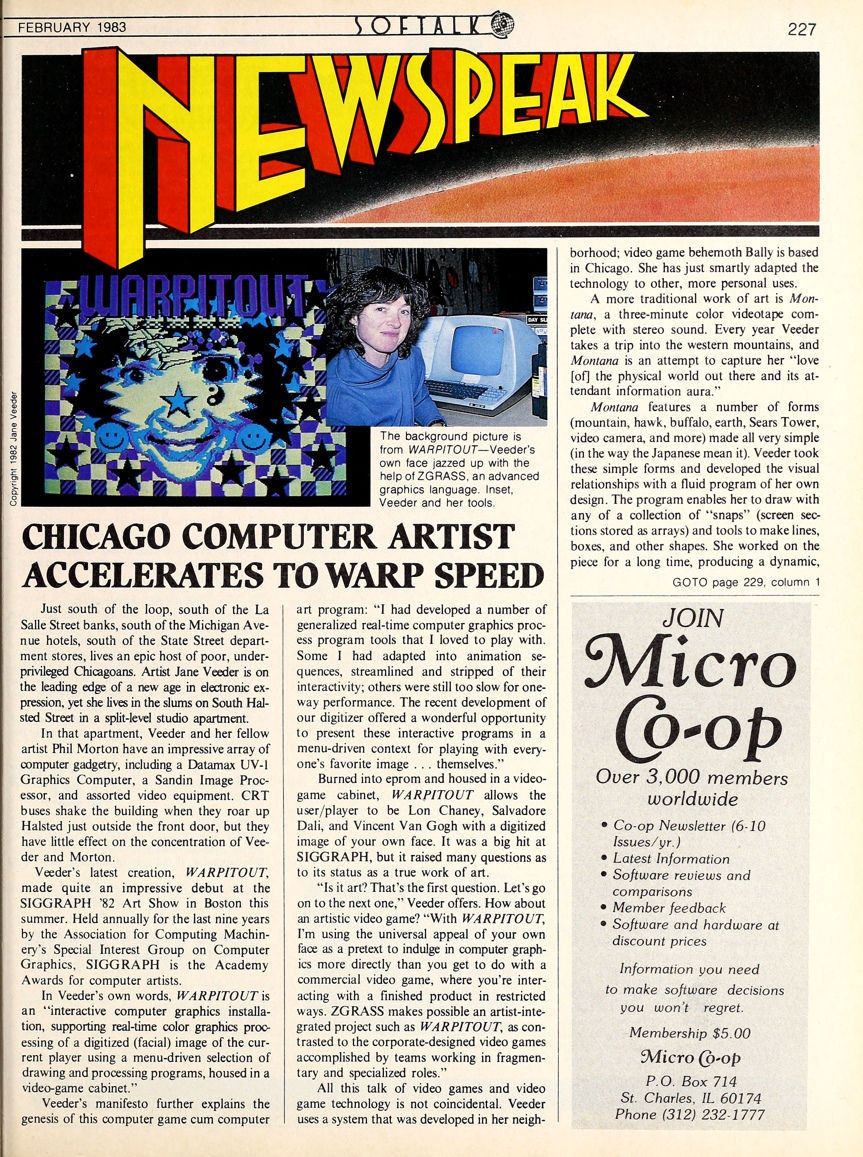 FEBRUARY 1983
SOFTALK
227
NEWSPEAK
WARPITOUT
DAY SL
Copyright 1982 Jane Veeder
The background picture is
from WARPITOUT—Veeder's
own face jazzed up with the
help of ZGRASS, an advanced
graphics language. Inset,
Veeder and her tools.
CHICAGO COMPUTER ARTIST
ACCELERATES TO WARP SPEED
Just south of the loop, south of the La
Salle Street banks, south of the Michigan Ave-
nue hotels, south of the State Street depart-
ment stores, lives an epic host of poor, under-
privileged Chicagoans. Artist Jane Veeder is on
the leading edge of a new age in electronic ex-
pression, yet she lives in the slums on South Hal-
sted Street in a split-level studio apartment.
In that apartment, Veeder and her fellow
artist Phil Morton have an impressive array of
computer gadgetry, including a Datamax UV-1
Graphics Computer, a Sandin Image Proc-
essor, and assorted video equipment. CRT
buses shake the building when they roar up
Halsted just outside the front door, but they
have little effect on the concentration of Vee-
der and Morton.
Veeder's latest creation, WARPITOUT,
made quite an impressive debut at the
SIGGRAPH '82 Art Show in Boston this
summer. Held annually for the last nine years
by the Association for Computing Machin-
ery's Special Interest Group on Computer
Graphics, SIGGRAPH is the Academy
Awards for computer artists.
In Veeder's own words, WARPITOUT is
an "interactive computer graphics installa-
tion, supporting real-time color graphics proc-
essing of a digitized (facial) image of the cur-
rent player using a menu-driven selection of
drawing and processing programs, housed in a
video-game cabinet."
Veeder's manifesto further explains the
genesis of this computer game cum computer
art program: "I had developed a number of
generalized real-time computer graphics proc-
ess program tools that I loved to play with.
Some I had adapted into animation se-
quences, streamlined and stripped of their
interactivity; others were still too slow for one-
way performance. The recent development of
our digitizer offered a wonderful opportunity
to present these interactive programs in a
menu-driven context for playing with every-
one's favorite image . . . themselves."
Burned into eprom and housed in a video-
game cabinet, WARPITOUT allows the
user/player to be Lon Chaney, Salvadore
Dali, and Vincent Van Gogh with a digitized
image of your own face. It was a big hit at
SIGGRAPH, but it raised many questions as
to its status as a true work of art.
"Is it art? That's the first question. Let's go
on to the next one," Veeder offers. How about
an artistic video game? "With WARPITOUT,
I'm using the universal appeal of your own
face as a pretext to indulge in computer graph-
ics more directly than you get to do with a
commercial video game, where you're inter-
acting with a finished product in restricted
ways. ZGRASS makes possible an artist-inte-
grated project such as WARPITOUT, as con-
trasted to the corporate-designed video games
accomplished by teams working in fragmen-
tary and specialized roles."
All this talk of video games and video
game technology is not coincidental. Veeder
uses a system that was developed in her neigh-
borhood; video game behemoth Bally is based
in Chicago. She has just smartly adapted the
technology to other, more personal uses.
A more traditional work of art is Mon-
tana, a three-minute color videotape com-
plete with stereo sound. Every year Veeder
takes a trip into the western mountains, and
Montana is an attempt to capture her "love
[of] the physical world out there and its at-
tendant information aura."
Montana features a number of forms
(mountain, hawk, buffalo, earth, Sears Tower,
video camera, and more) made all very simple
(in the way the Japanese mean it). Veeder took
these simple forms and developed the visual
relationships with a fluid program of her own
design. The program enables her to draw with
any of a collection of "snaps" (screen sec-
tions stored as arrays) and tools to make lines,
boxes, and other shapes. She worked on the
piece for a long time, producing a dynamic,
GOTO page 229, column 1
JOIN
Micro
Co-op
Over 3,000 members
worldwide
• Co-op Newsletter (6-10
Issues/yr.)
• Latest Information
• Software reviews and
comparisons
• Member feedback
• Software and hardware at
discount prices
Information you need
to make software decisions
you won't regret.
Membership $5.00
Micro Co-op
P.O. Box 714
St. Charles, IL 60174
Phone (312) 232-1777